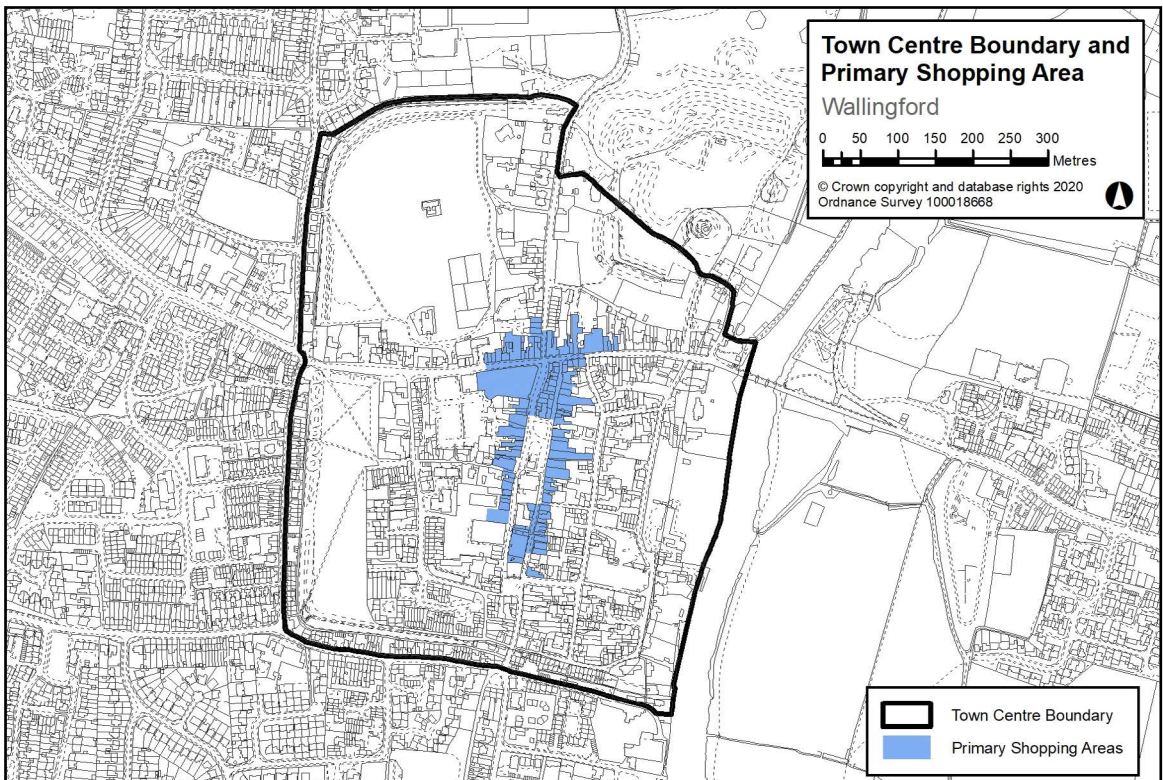 Town Centre Boundary and
Primary Shopping Area
Wallingford
0 50 100 150 200 250 300
Metres
© Crown copyright and database rights 2020
Ordnance Survey 100018668
Town Centre Boundary
Primary Shopping Areas